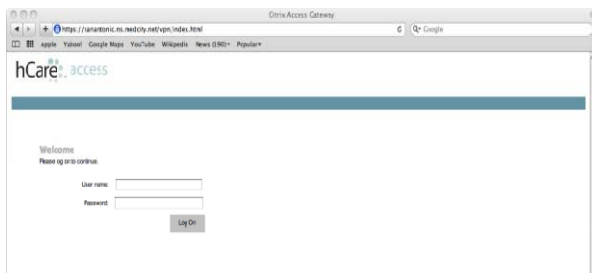 Citrix Access Gateway
https://sanantonic.ns.medcity.net/vpn/index.html
Google
apple Yahoo! Google Maps YouTube Wikipedia News (190) Popular
hCare access
Welcome
Please og on to continue.
User name:
Password:
Log On